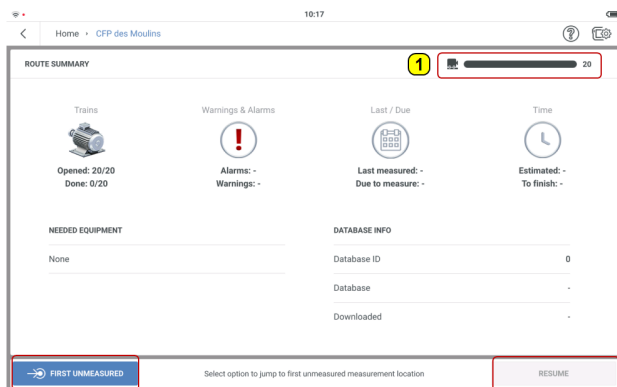 10:17
Home › CFP des Moulins
ROUTE SUMMARY
1
20
Trains
Warnings & Alarms
Last / Due
Time
Opened: 20/20
Done: 0/20
Alarms: -
Warnings: -
Last measured: -
Due to measure: -
Estimated: -
To finish: -
NEEDED EQUIPMENT
None
DATABASE INFO
Database ID 0
Database -
Downloaded -
FIRST UNMEASURED
Select option to jump to first unmeasured measurement location
RESUME